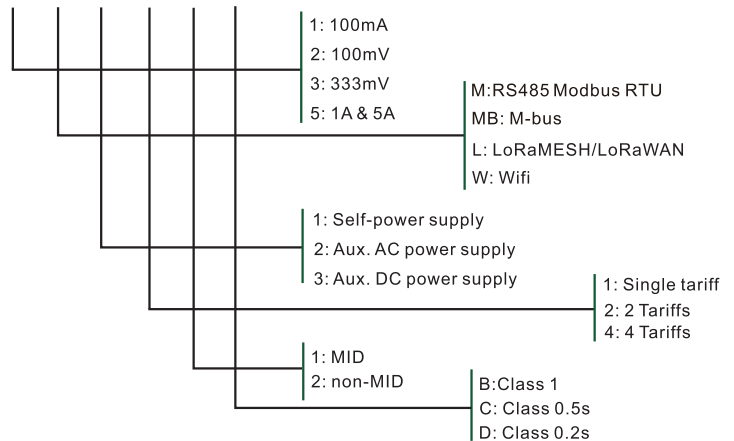 1: 100mA
2: 100mV
3: 333mV
5: 1A & 5A
M:RS485 Modbus RTU
MB: M-bus
L: LoRaMESH/LoRaWAN
W: Wifi
1: Self-power supply
2: Aux. AC power supply
3: Aux. DC power supply
1: Single tariff
2: 2 Tariffs
4: 4 Tariffs
1: MID
2: non-MID
B:Class 1
C: Class 0.5s
D: Class 0.2s